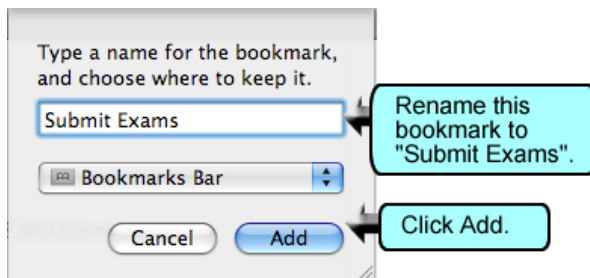 Type a name for the bookmark,
and choose where to keep it.
Submit Exams
Rename this
bookmark to
"Submit Exams".
Bookmarks Bar
Cancel
Add
Click Add.